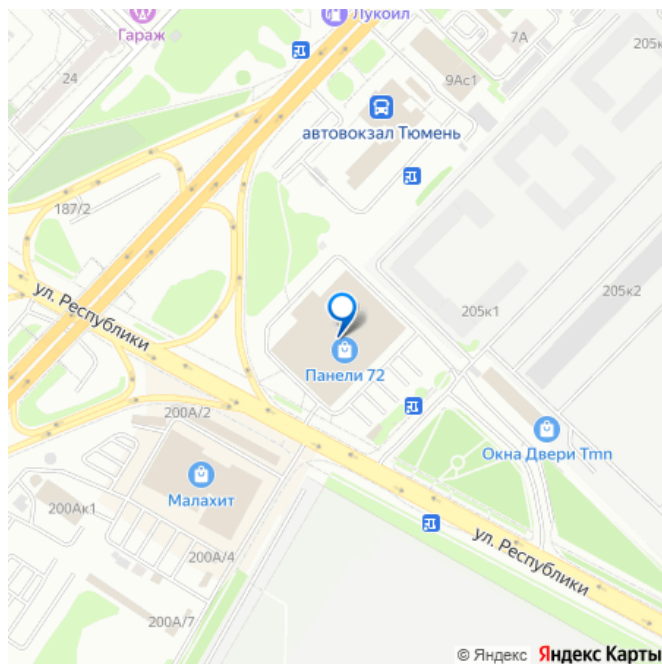 Лукоил
Гараж
7А
205к
24
9Ас1
автовокзал Тюмень
187/2
205к2
ул. Республики
205к1
Панели 72
200А/2
Окна Двери Tmn
Малахит
200Ак1
ул. Республики
200А/4
200А/7
© Яндекс Яндекс Карты